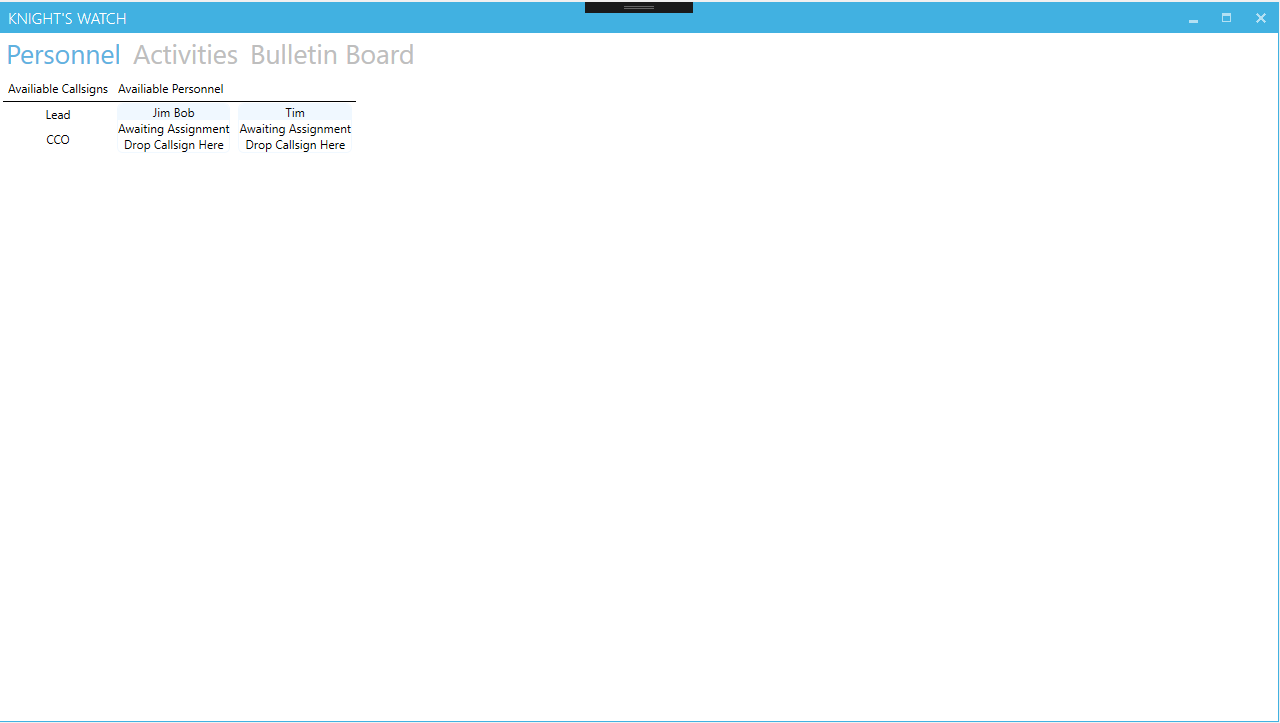 KNIGHT'S WATCH
Personnel Activities Bulletin Board
Availiable Callsigns Availiable Personnel
Lead Jim Bob Tim
Awaiting Assignment Awaiting Assignment
CCO Drop Callsign Here Drop Callsign Here